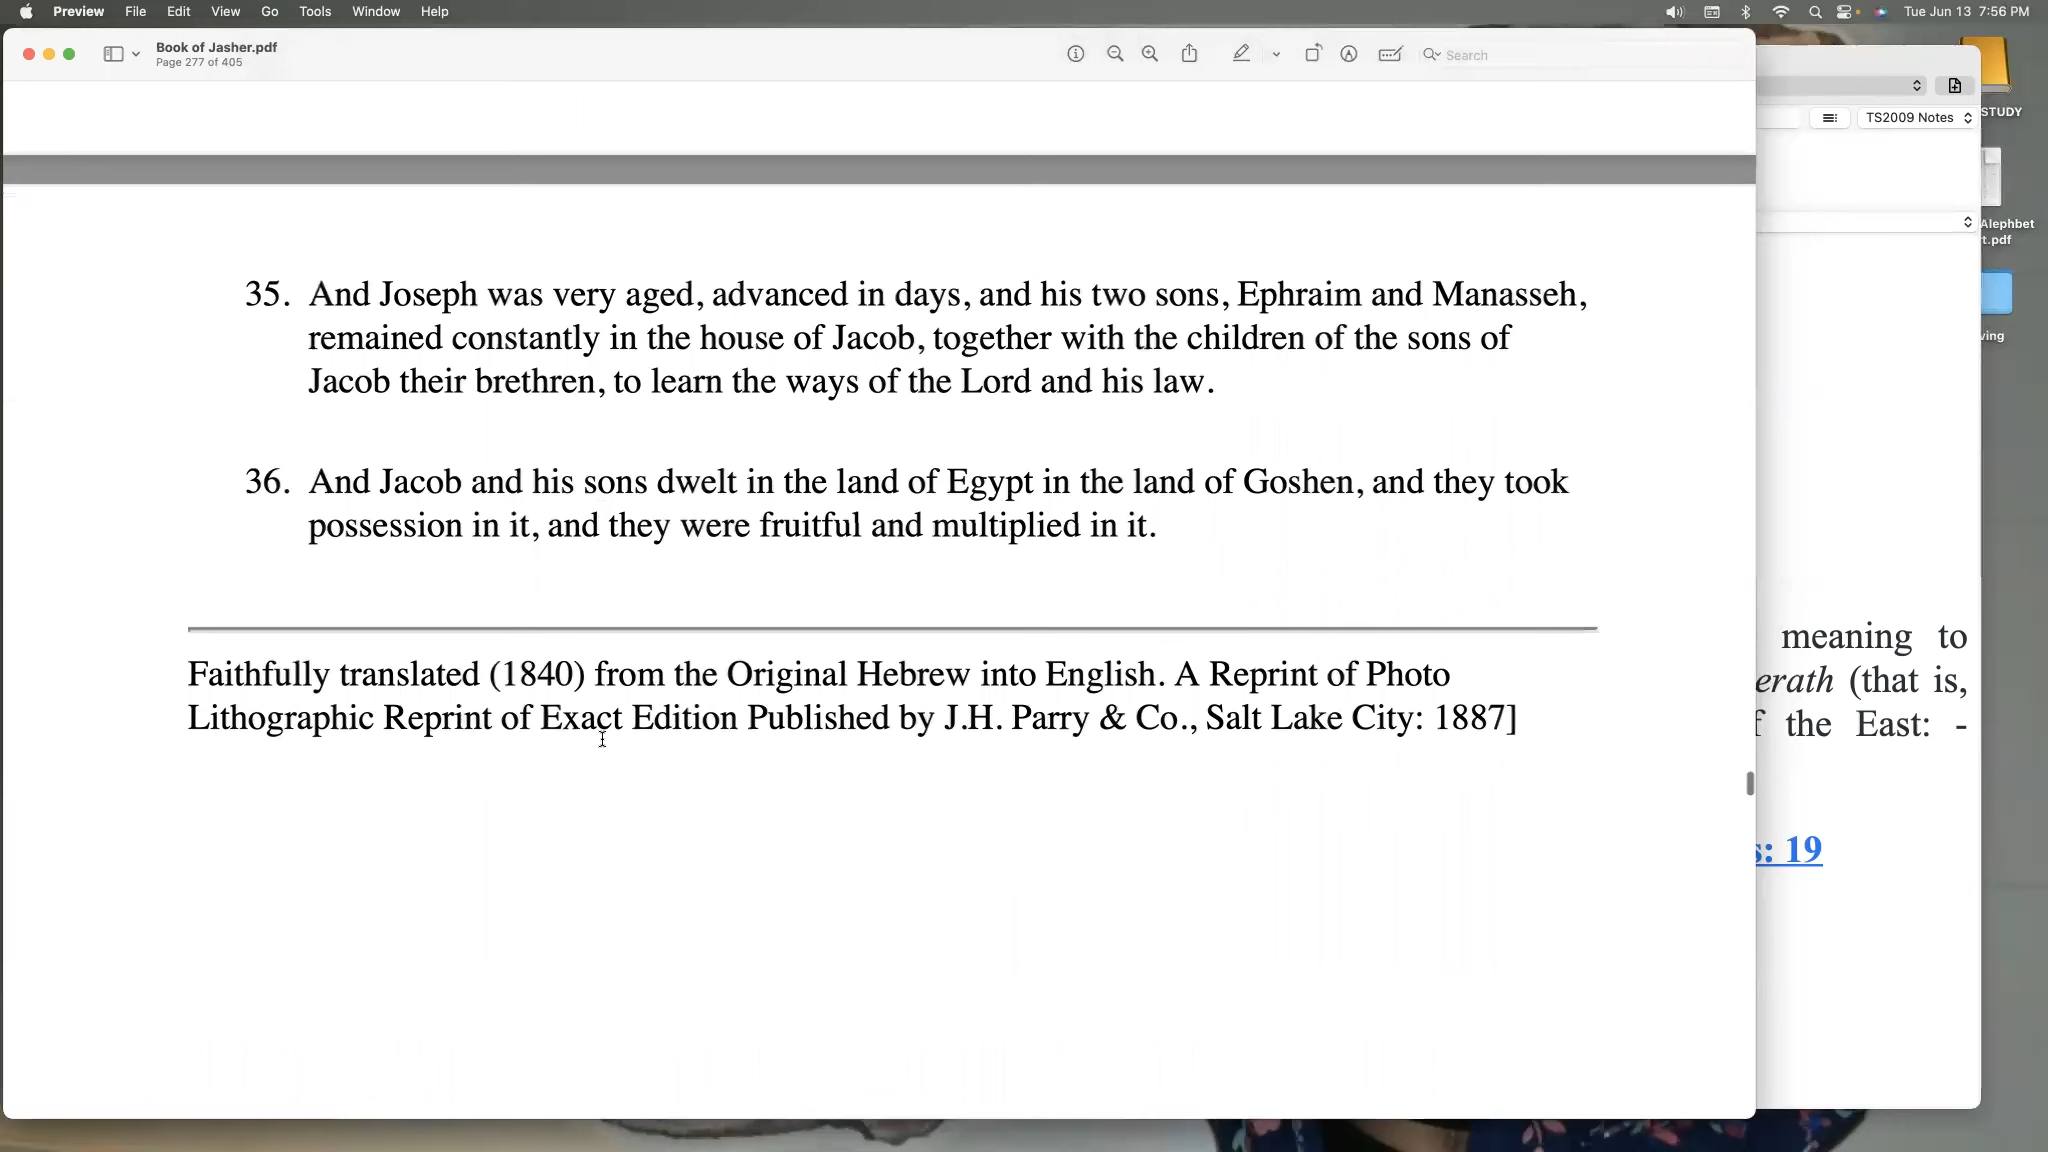 Preview File Edit View Go Tools Window Help
Tue Jun 13 7:56 PM
Book of Jasher.pdf
Page 277 of 405
Search
STUDY
TS2009 Notes
Alephbet
t.pdf
ving
35. And Joseph was very aged, advanced in days, and his two sons, Ephraim and Manasseh,
remained constantly in the house of Jacob, together with the children of the sons of
Jacob their brethren, to learn the ways of the Lord and his law.
36. And Jacob and his sons dwelt in the land of Egypt in the land of Goshen, and they took
possession in it, and they were fruitful and multiplied in it.
Faithfully translated (1840) from the Original Hebrew into English. A Reprint of Photo
Lithographic Reprint of Exact Edition Published by J.H. Parry & Co., Salt Lake City: 1887]
meaning to
erath (that is,
f the East: -
s: 19